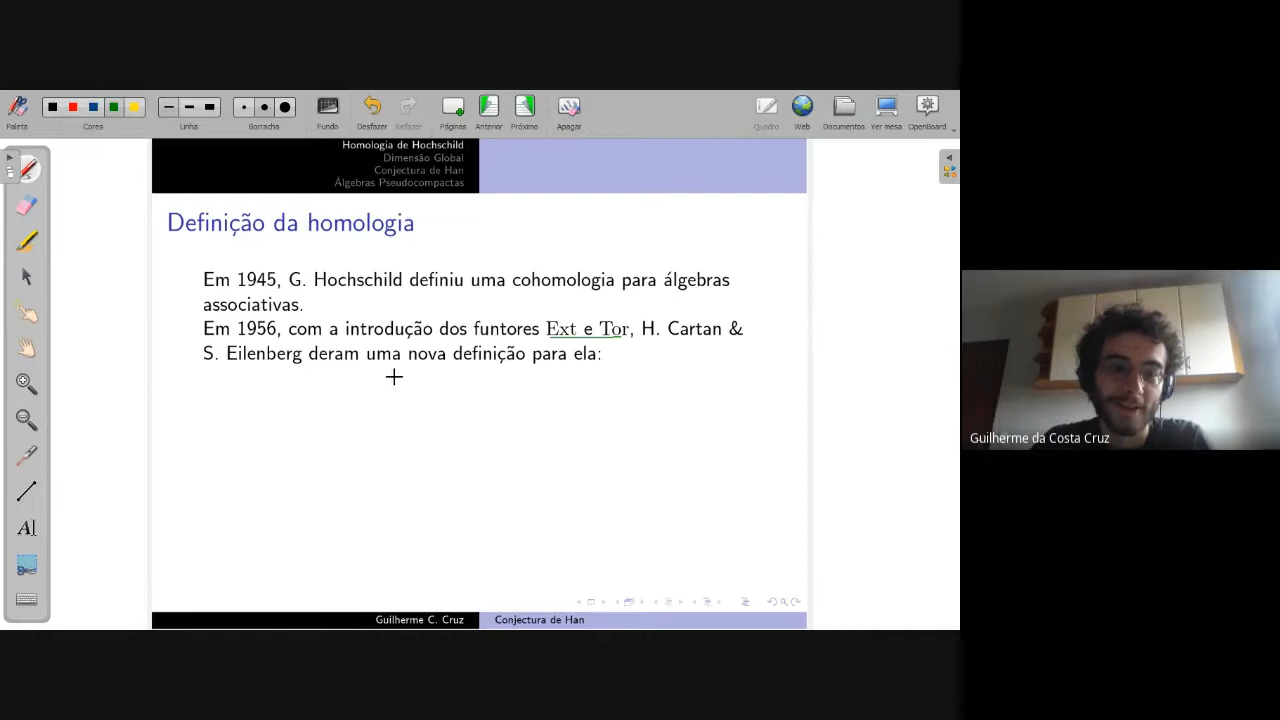 Paleta
Cores
Linha
Borracha
Fundo
Desfazer
Refazer
Páginas
Anterior
Próximo
Apagar
Quadro
Web
Documentos
Ver mesa
OpenBoard
Homologia de Hochschild
Dimensão Global
Conjectura de Han
Álgebras Pseudocompactas
Definição da homologia
Em 1945, G. Hochschild definiu uma cohomologia para álgebras
associativas.
Em 1956, com a introdução dos funtores Ext e Tor, H. Cartan &
S. Eilenberg deram uma nova definição para ela:
A
Guilherme da Costa Cruz
Guilherme C. Cruz
Conjectura de Han